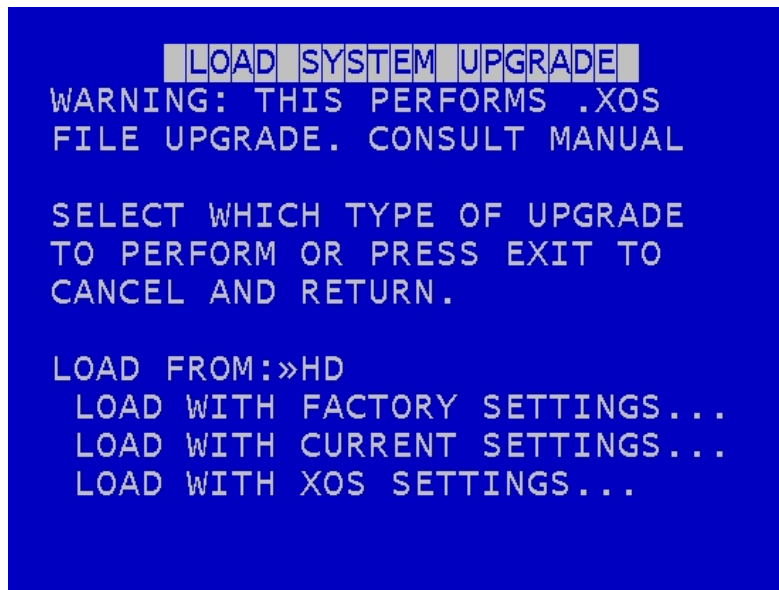 LOAD SYSTEM UPGRADE
WARNING: THIS PERFORMS .XOS
FILE UPGRADE. CONSULT MANUAL
SELECT WHICH TYPE OF UPGRADE
TO PERFORM OR PRESS EXIT TO
CANCEL AND RETURN.
LOAD FROM:»HD
LOAD WITH FACTORY SETTINGS...
LOAD WITH CURRENT SETTINGS...
LOAD WITH XOS SETTINGS...